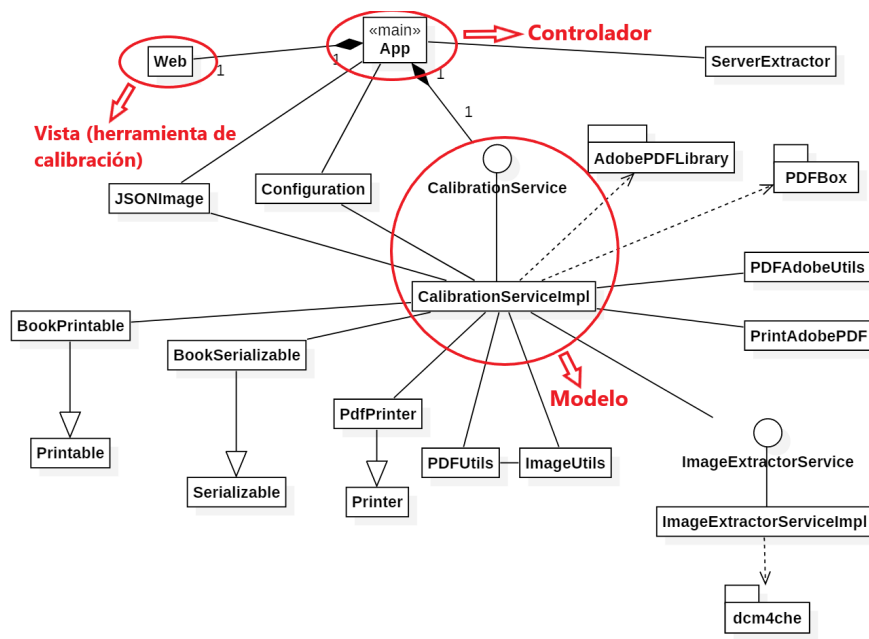 «main»
App
Controlador
Web
1
1
1
ServerExtractor
Vista (herramienta de
calibración)
1
AdobePDFLibrary
PDFBox
JSONImage
Configuration
CalibrationService
PDFAdobeUtils
CalibrationServiceImpl
BookPrintable
PrintAdobePDF
BookSerializable
Modelo
PdfPrinter
Printable
PDFUtils
ImageUtils
ImageExtractorService
Serializable
Printer
ImageExtractorServiceImpl
dcm4che